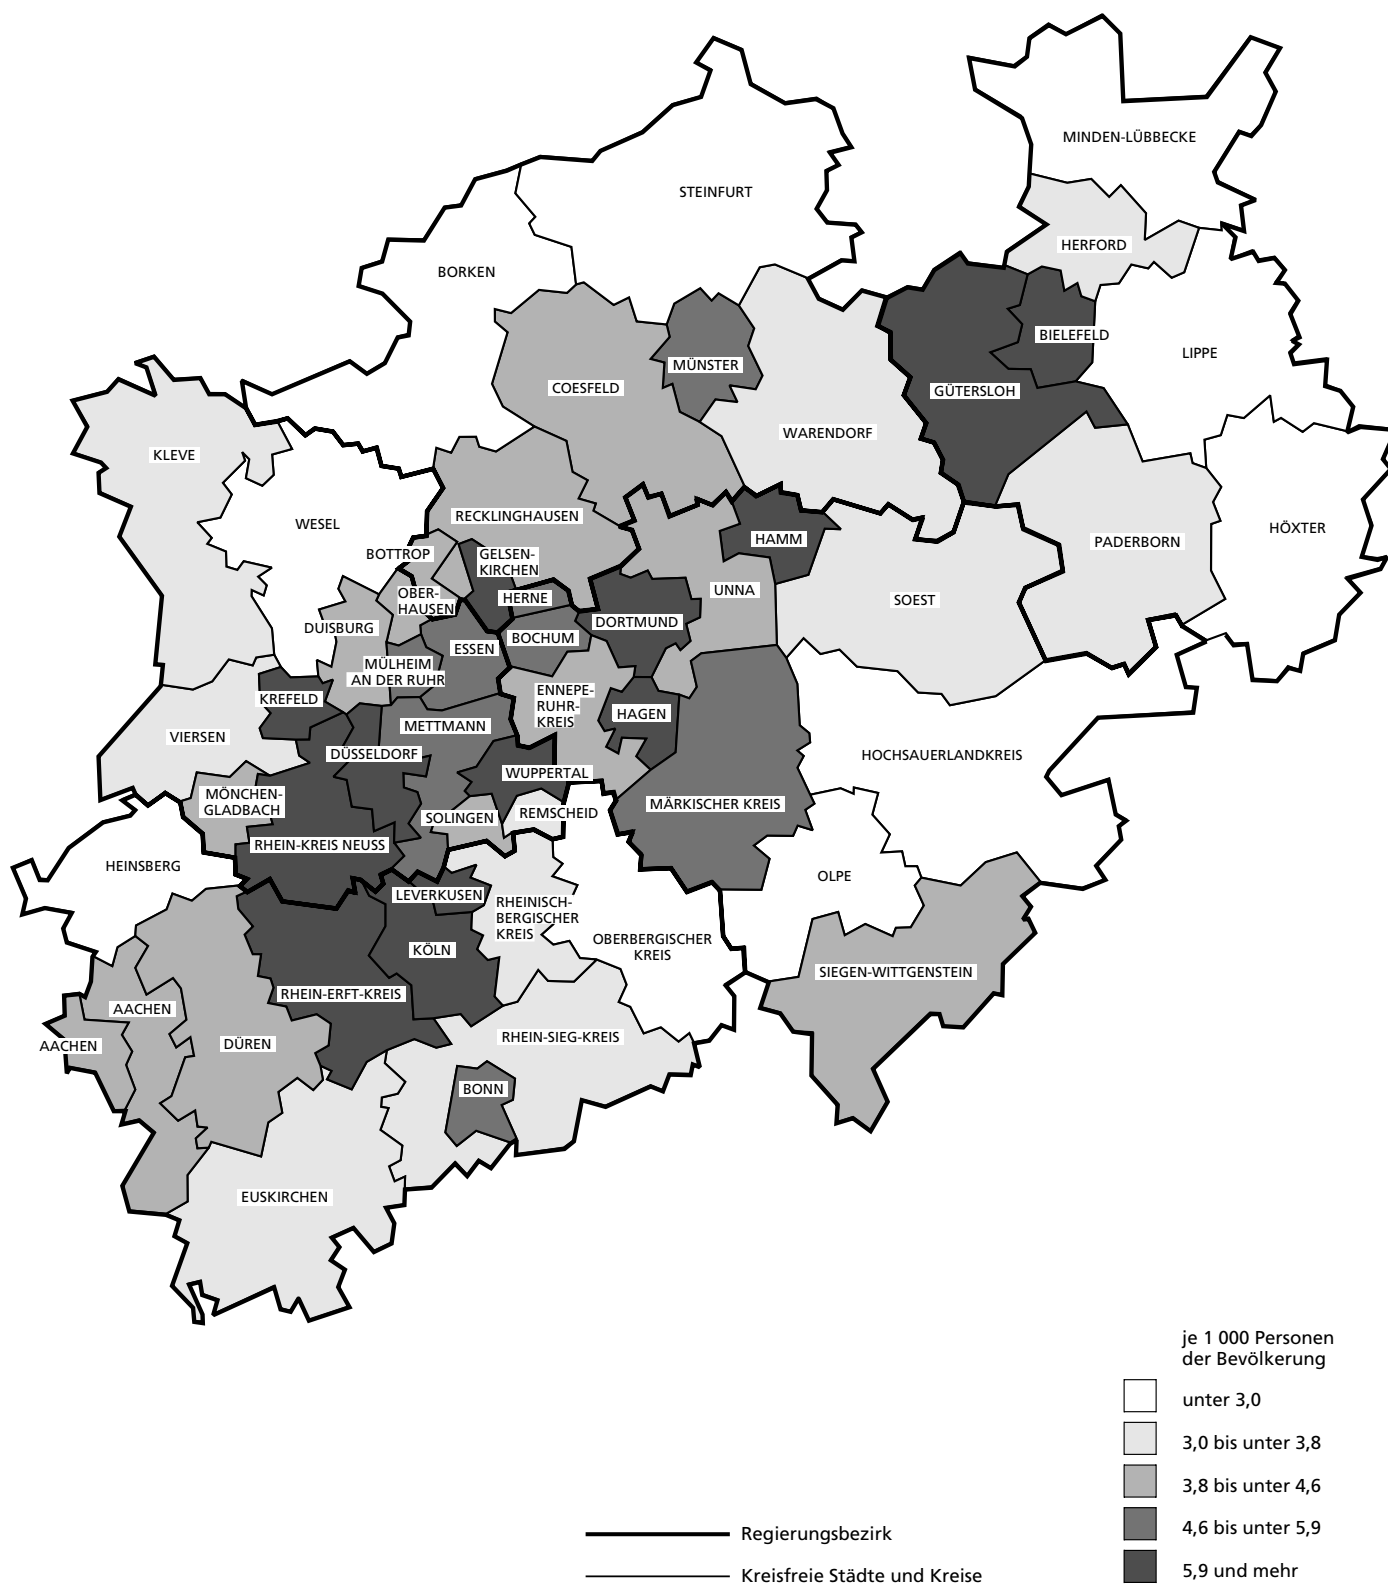 MINDEN-LÜBBECKE
STEINFURT
HERFORD
BORKEN
BIELEFELD
LIPPE
MÜNSTER
COESFELD
GÜTERSLOH
WARENDORF
KLEVE
RECKLINGHAUSEN
WESEL
HÖXTER
HAMM
PADERBORN
BOTTROP
GELSEN-
KIRCHEN
UNNA
OBER-
HAUSEN
HERNE
SOEST
DORTMUND
DUISBURG
BOCHUM
ESSEN
MÜLHEIM
AN DER RUHR
KREFELD
ENNEPE-
RUHR-
KREIS
HAGEN
METTMANN
VIERSEN
DÜSSELDORF
HOCHSAUERLANDKREIS
WUPPERTAL
MÖNCHEN-
GLADBACH
MÄRKISCHER KREIS
REMSCHEID
SOLINGEN
RHEIN-KREIS NEUSS
HEINSBERG
OLPE
LEVERKUSEN
RHEINISCH-
BERGISCHER
KREIS
OBERBERGISCHER
KREIS
KÖLN
SIEGEN-WITTGENSTEIN
RHEIN-ERFT-KREIS
AACHEN
RHEIN-SIEG-KREIS
AACHEN
DÜREN
BONN
EUSKIRCHEN
je 1 000 Personen
der Bevölkerung
unter 3,0
3,0 bis unter 3,8
3,8 bis unter 4,6
4,6 bis unter 5,9
5,9 und mehr
Regierungsbezirk
Kreisfreie Städte und Kreise